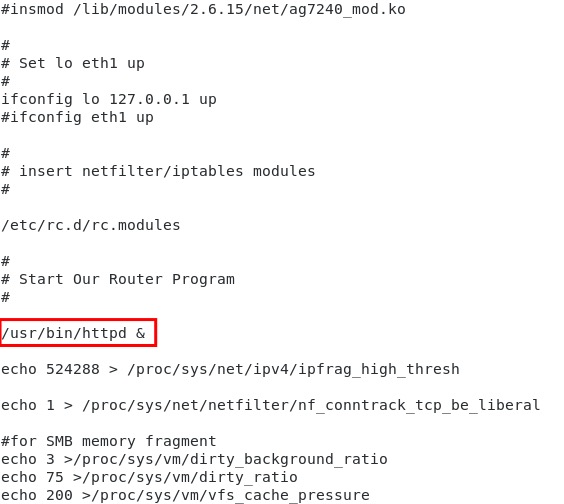 #insmod /lib/modules/2.6.15/net/ag7240_mod.ko
#
# Set lo eth1 up
#
ifconfig lo 127.0.0.1 up
#ifconfig eth1 up
#
# insert netfilter/iptables modules
#
/etc/rc.d/rc.modules
#
# Start Our Router Program
#
/usr/bin/httpd &
echo 524288 > /proc/sys/net/ipv4/ipfrag_high_thresh
echo 1 > /proc/sys/net/netfilter/nf_conntrack_tcp_be_liberal
#for SMB memory fragment
echo 3 >/proc/sys/vm/dirty_background_ratio
echo 75 >/proc/sys/vm/dirty_ratio
echo 200 >/proc/sys/vm/vfs_cache_pressure